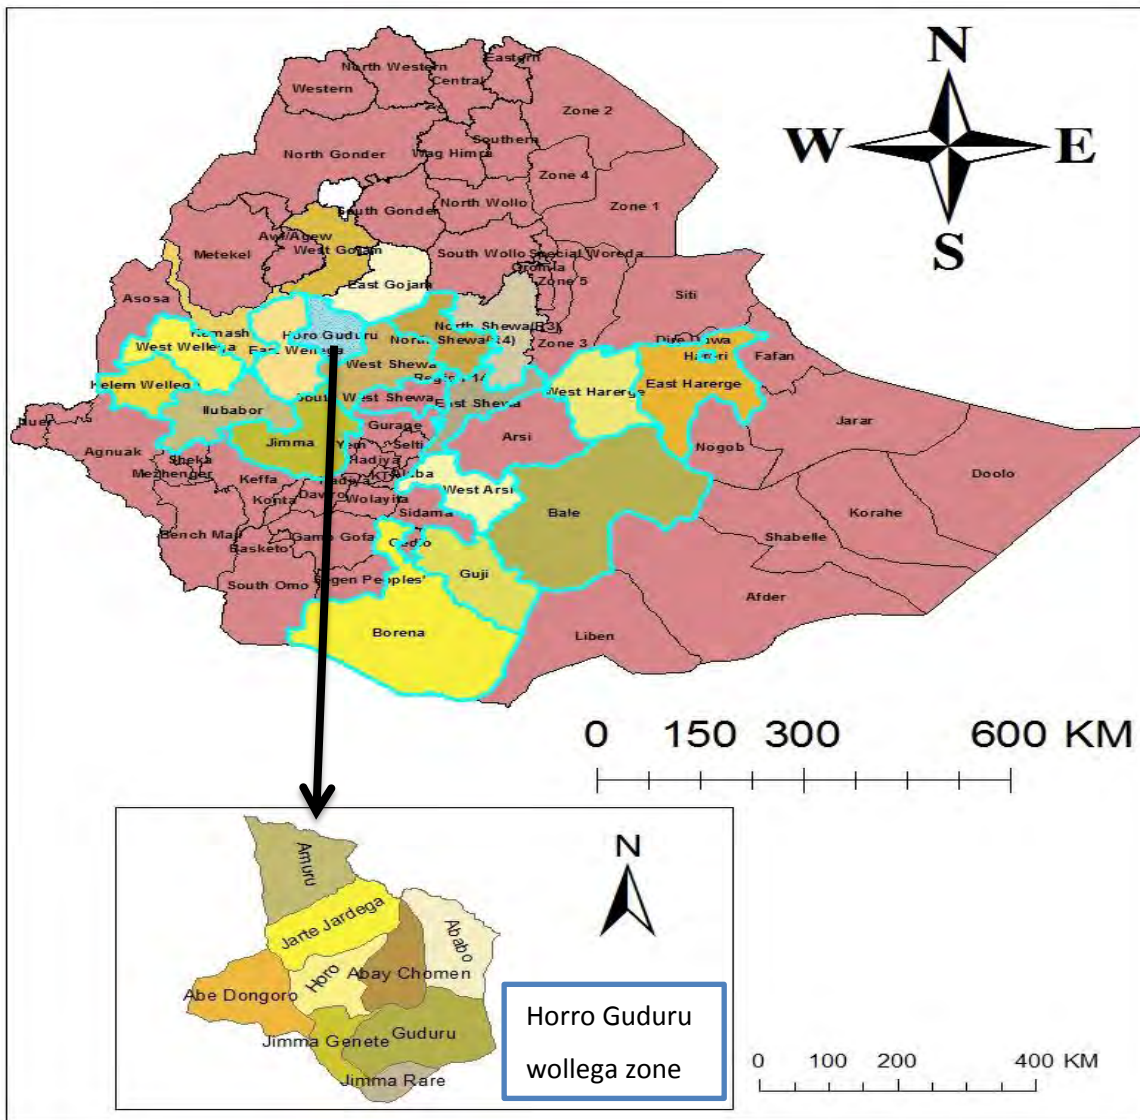 N
W E
S
Eastern
North Western
Central
Western
Zone 2
Southern
North Gonder
Wag Himra
Zone 4
South Gonder
North Wollo
Zone 1
Awi/Agew
West Gojam
Metekel
South Wollo
Special Woreda
Oromia
East Gojam
Zone 5
Asosa
Siti
Kemash
Horo Guduru
North Shewa(R3)
North Shewa(R4)
West Wellega
East Wellega
Zone 3
Dire Dawa
Hareri
Fafan
West Shewa
Region 14
Kelem Wellega
West Harerge
East Harerge
South West Shewa
East Shewa
Ilubabor
Nuer
Gurage
Jarar
Jimma
Yem
Selti
Arsi
Nogob
Agnuak
Sheka
Hadiya
Mezhenger
Keffa
KT
Alaba
Doolo
Dawro
West Arsi
Konta
Wolayita
Sidama
Bale
Korahe
Bench Maji
Gamo Gofa
Shabelle
Basketo
Gedio
South Omo
Segen Peoples'
Guji
Afder
Borena
Liben
0 150 300 600 KM
N
Amuru
Jarte Jardega
Ababo
Horo
Abay Chomen
Abe Dongoro
Guduru
Jimma Genete
Jimma Rare
Horro Guduru
wollega zone
0 100 200 400 KM